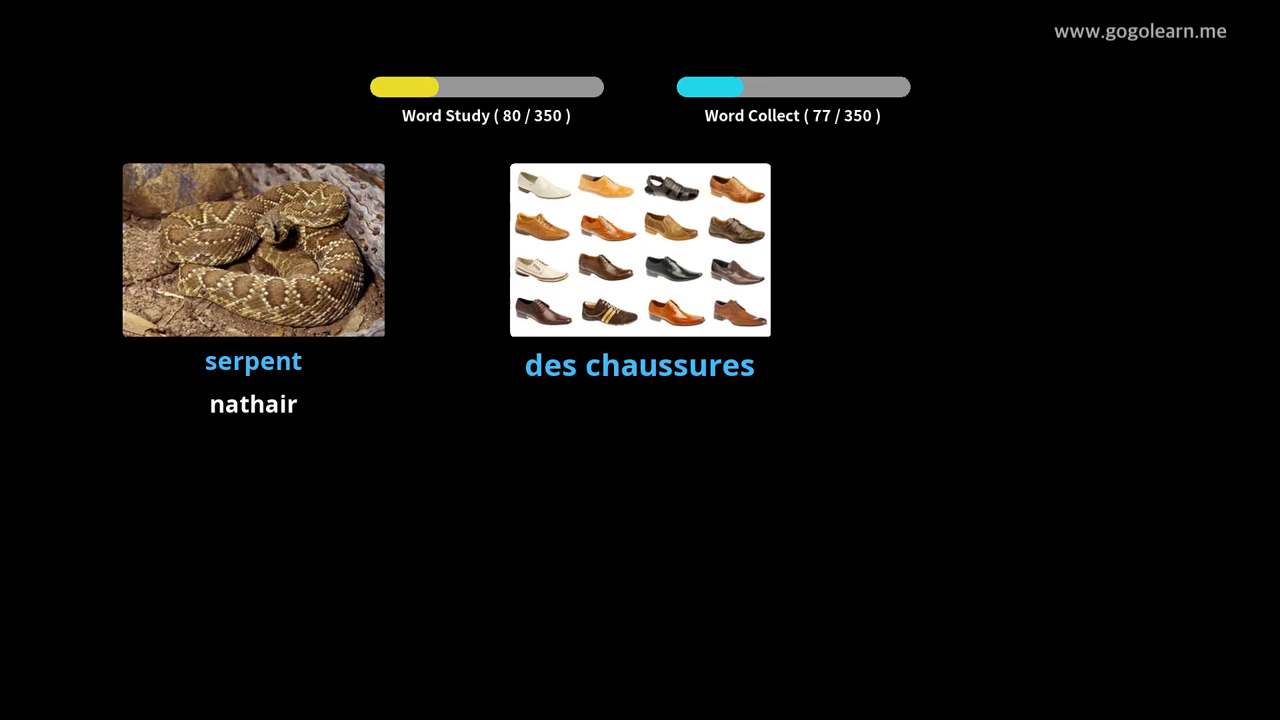 www.gogolearn.me
Word Study ( 80 / 350 )
Word Collect ( 77 / 350 )
serpent
nathair
des chaussures